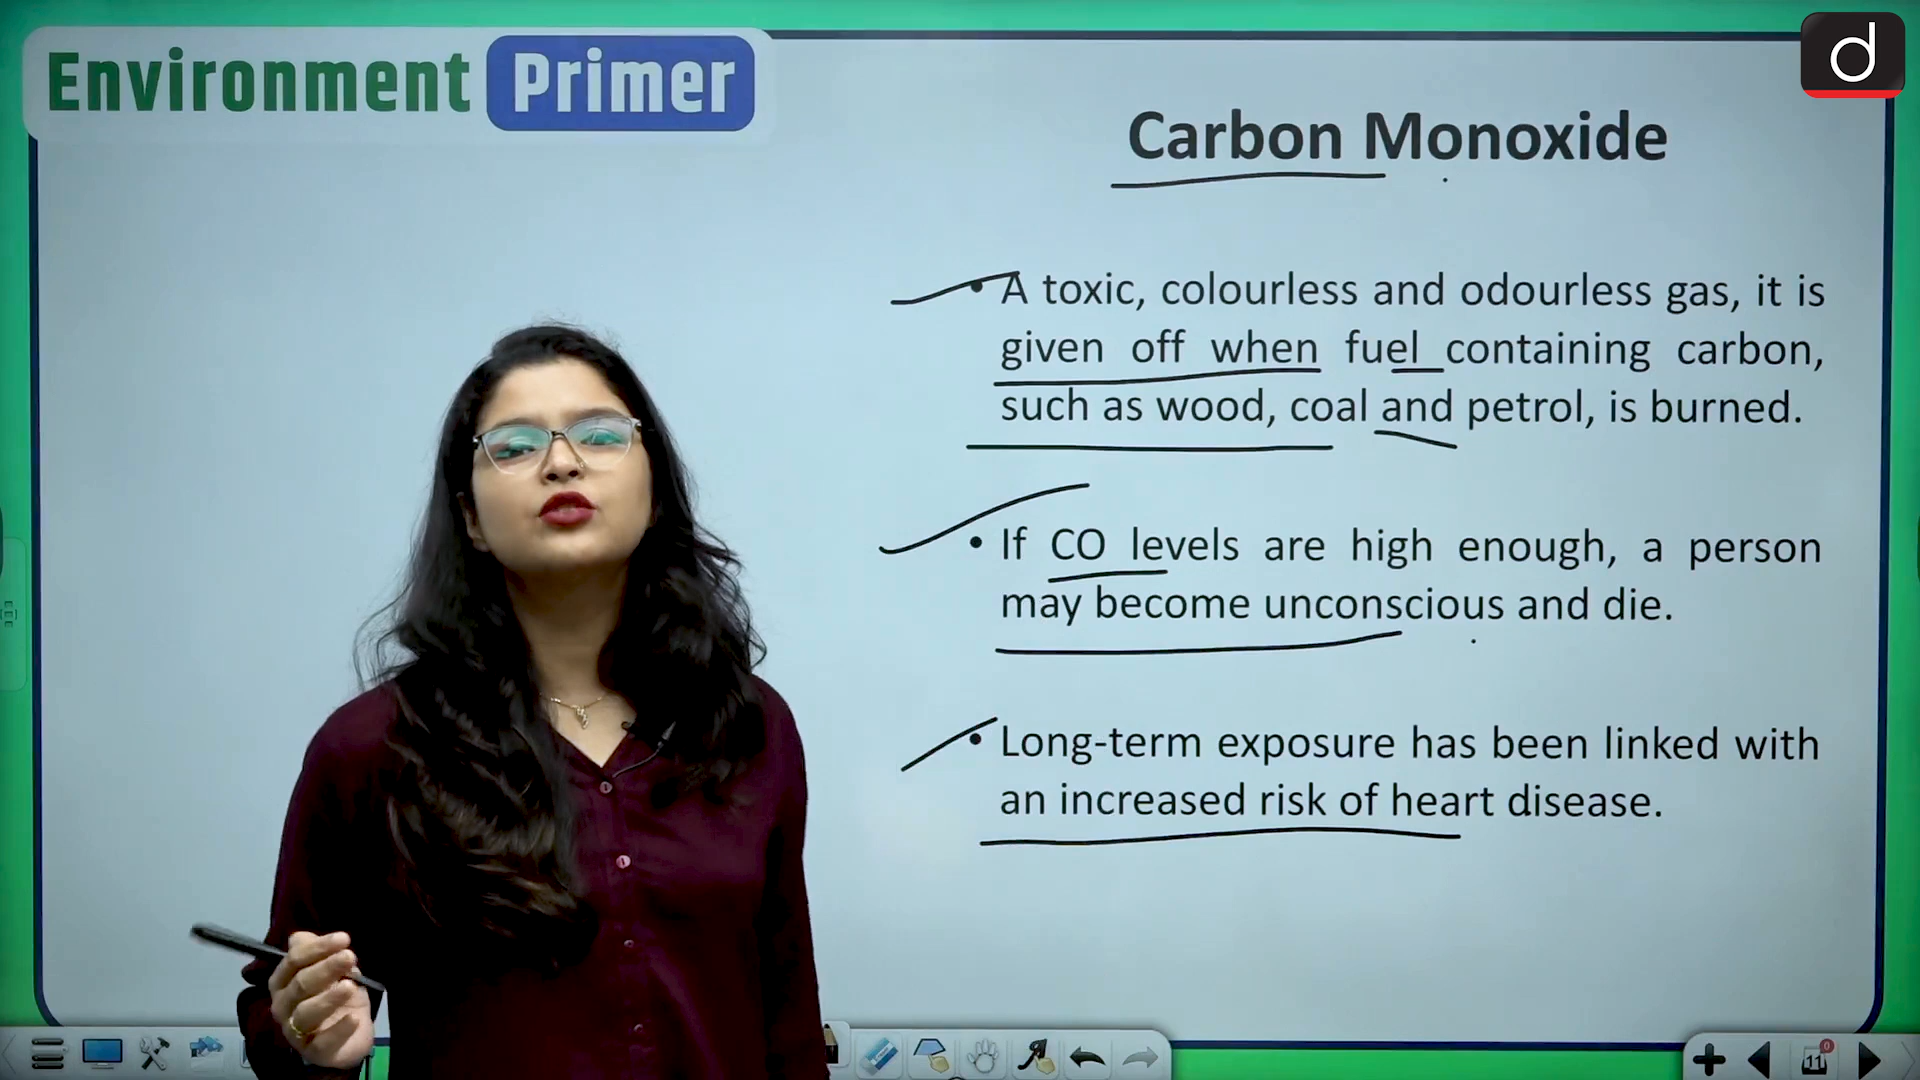 Environment Primer
d
Carbon Monoxide
• A toxic, colourless and odourless gas, it is
given off when fuel containing carbon,
such as wood, coal and petrol, is burned.
• If CO levels are high enough, a person
may become unconscious and die.
• Long-term exposure has been linked with
an increased risk of heart disease.
11
0